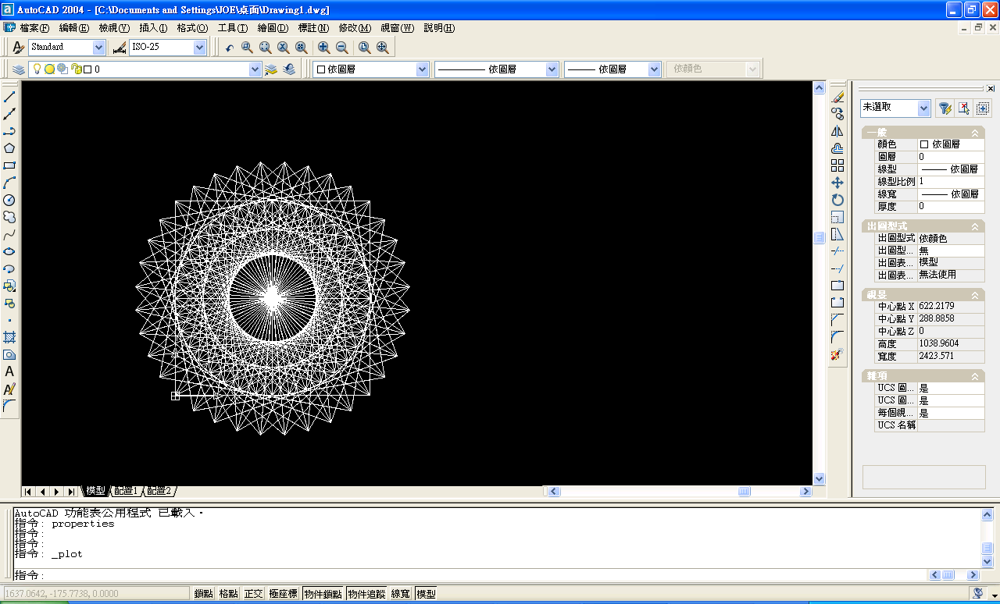 AutoCAD 2004 - [C:\Documents and Settings\JOE\桌面\Drawing1.dwg]
檔案(F) 編輯(E) 檢視(V) 插入(I) 格式(O) 工具(T) 繪圖(D) 標註(N) 修改(M) 視窗(W) 說明(H)
Standard ISO-25
0 依圖層 依圖層 依圖層 依顏色
未選取
一般
顏色 依圖層
圖層 0
線型 依圖層
線型比例 1
線寬 依圖層
厚度 0
出圖型式
出圖型式 依顏色
出圖型... 無
出圖表... 模型
出圖表... 無法使用
視景
中心點 X 622.2179
中心點 Y 288.8858
中心點 Z 0
高度 1038.9604
寬度 2423.571
雜項
UCS 圖... 是
UCS 圖... 是
每個視... 是
UCS 名稱
模型 配置1 配置2
AutoCAD 功能表公用程式 已載入。
指令: properties
指令:
指令:
指令: _plot
指令:
1637.0642, -175.7738, 0.0000 鎖點 格點 正交 極座標 物件鎖點 物件追蹤 線寬 模型